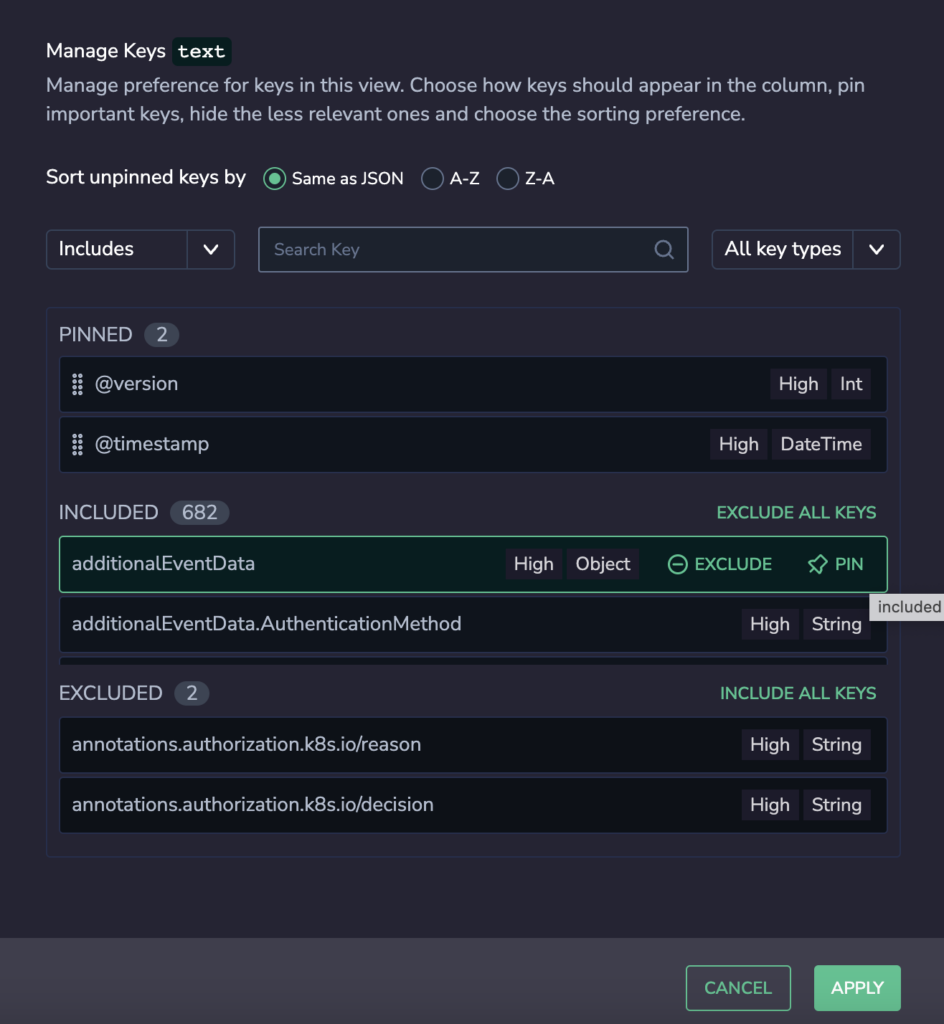 Manage Keys text
Manage preference for keys in this view. Choose how keys should appear in the column, pin
important keys, hide the less relevant ones and choose the sorting preference.
Sort unpinned keys by Same as JSON A-Z Z-A
Includes Search Key All key types
PINNED 2
@version High Int
@timestamp High DateTime
INCLUDED 682 EXCLUDE ALL KEYS
additionalEventData High Object EXCLUDE PIN
included
additionalEventData.AuthenticationMethod High String
EXCLUDED 2 INCLUDE ALL KEYS
annotations.authorization.k8s.io/reason High String
annotations.authorization.k8s.io/decision High String
CANCEL APPLY